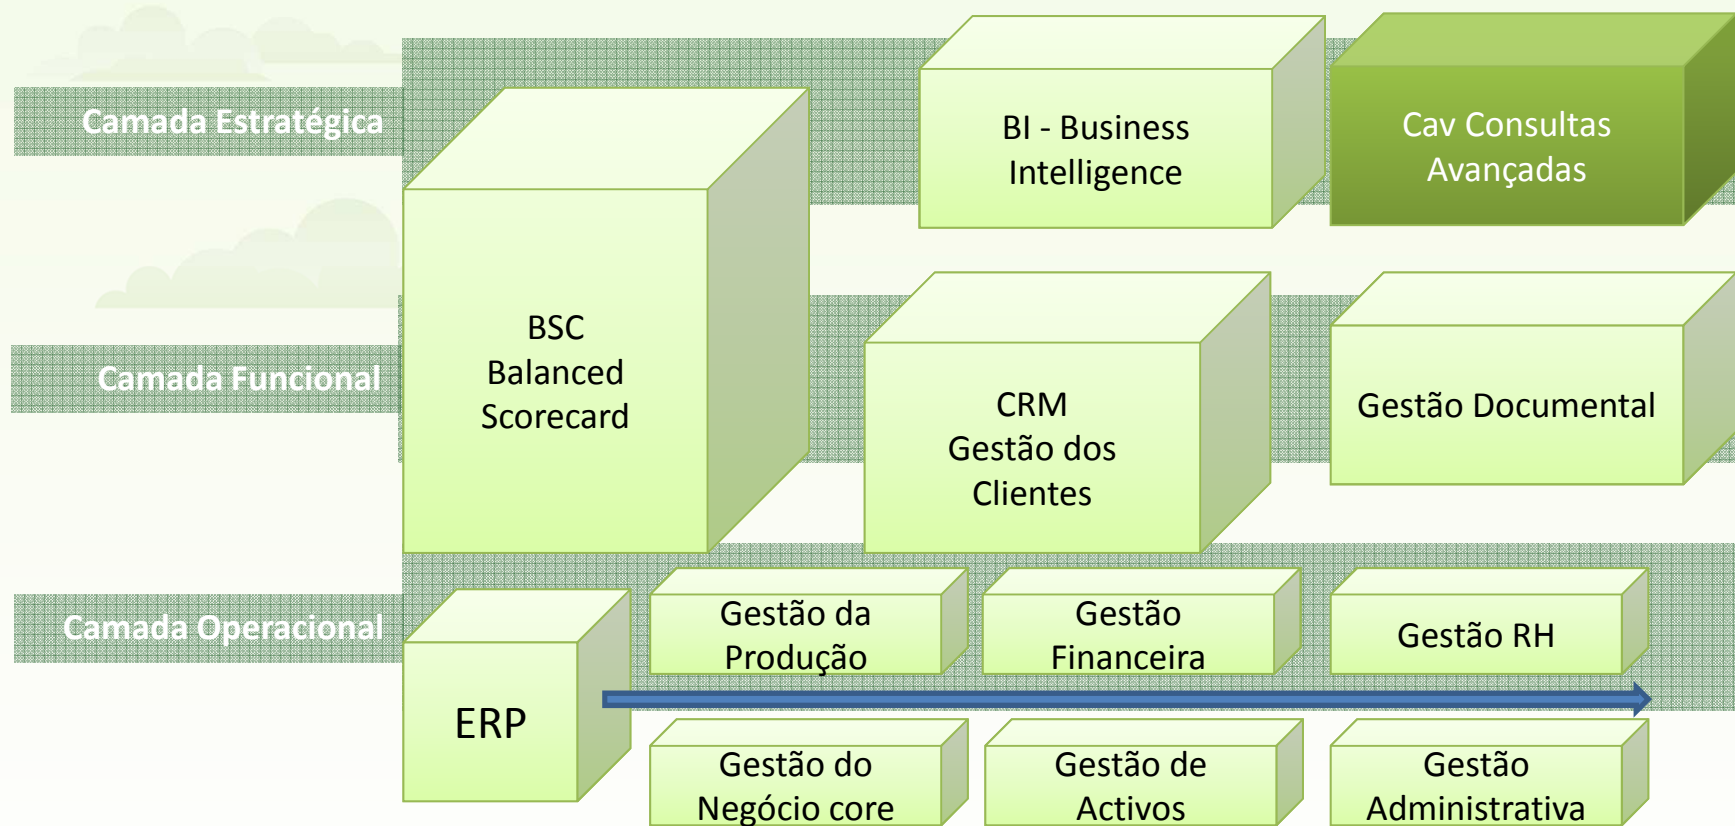 Camada Estratégica
BI - Business
Intelligence
Cav Consultas
Avançadas
Camada Funcional
BSC
Balanced
Scorecard
CRM
Gestão dos
Clientes
Gestão Documental
Camada Operacional
ERP
Gestão da
Produção
Gestão
Financeira
Gestão RH
Gestão do
Negócio core
Gestão de
Activos
Gestão
Administrativa